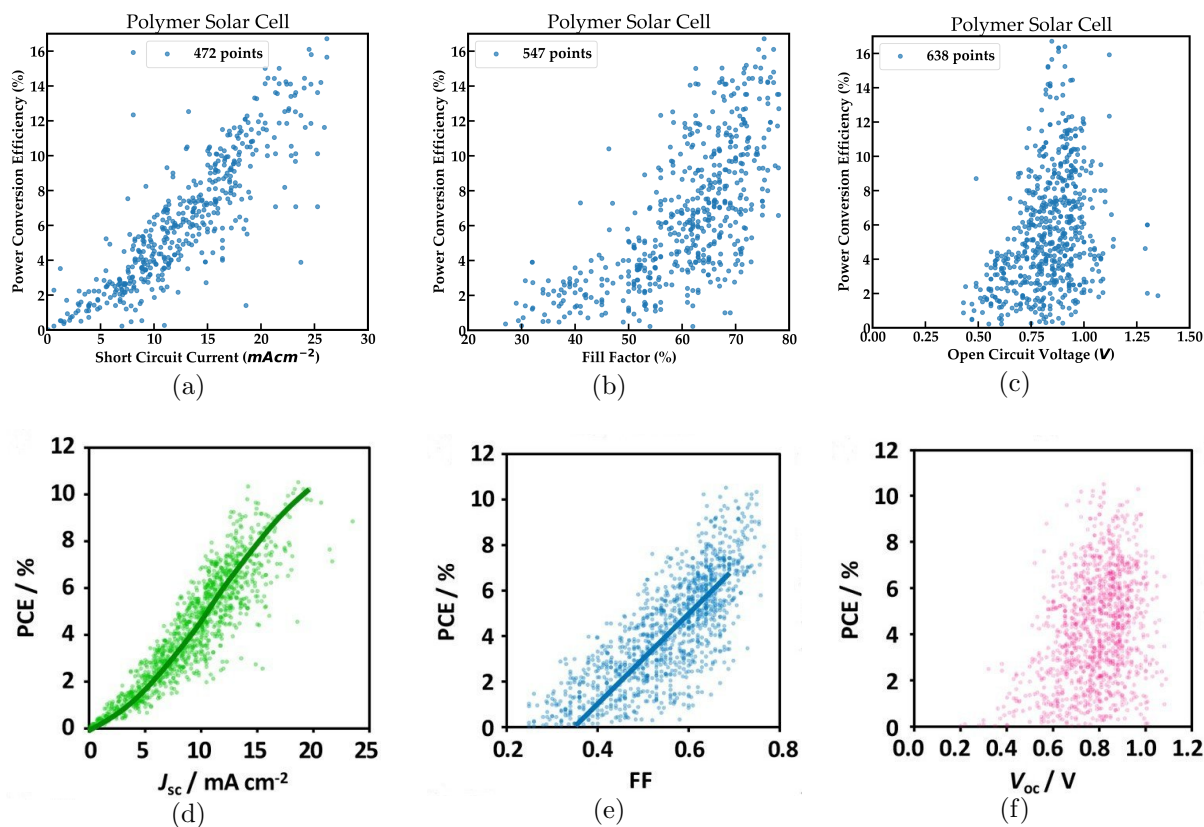 Polymer Solar Cell
472 points
Power Conversion Efficiency (%)
16
14
12
10
8
6
4
2
0
0 5 10 15 20 25 30
Short Circuit Current (mAcm⁻²)
(a)
Polymer Solar Cell
547 points
Power Conversion Efficiency (%)
16
14
12
10
8
6
4
2
0
20 30 40 50 60 70 80
Fill Factor (%)
(b)
Polymer Solar Cell
638 points
Power Conversion Efficiency (%)
16
14
12
10
8
6
4
2
0
0.00 0.25 0.50 0.75 1.00 1.25 1.50
Open Circuit Voltage (V)
(c)
12
10
8
6
4
2
0
PCE / %
0 5 10 15 20 25
Jsc / mA cm⁻²
(d)
12
10
8
6
4
2
0
PCE / %
0.2 0.4 0.6 0.8
FF
(e)
12
10
8
6
4
2
0
PCE / %
0.0 0.2 0.4 0.6 0.8 1.0 1.2
Voc / V
(f)